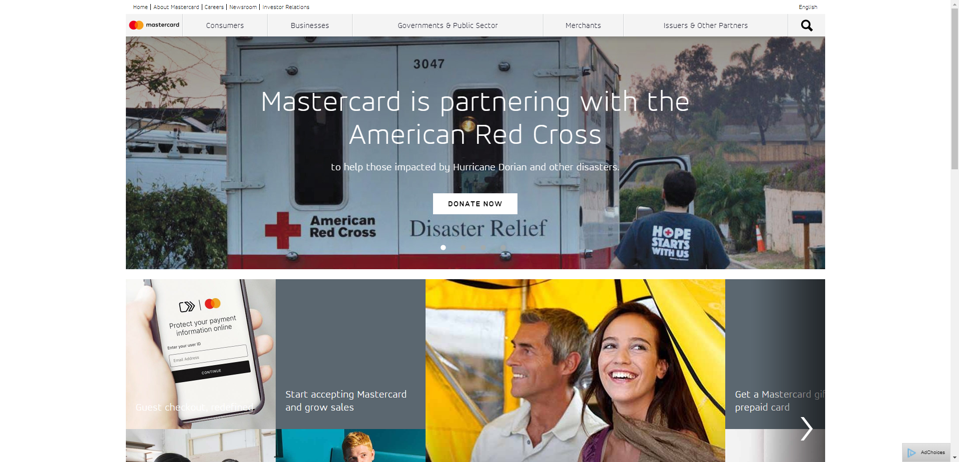 Home | About Mastercard | Careers | Newsroom | Investor Relations
English
mastercard
Consumers
Businesses
Governments & Public Sector
Merchants
Issuers & Other Partners
3047
Mastercard is partnering with the
American Red Cross
to help those impacted by Hurricane Dorian and other disasters.
DONATE NOW
American
Red Cross
Disaster Relief
HOPE
STARTS
WITH US
Protect your payment
information online
Enter your user ID
Email Address
CONTINUE
Start accepting Mastercard
and grow sales
Get a Mastercard
prepaid card
AdChoices